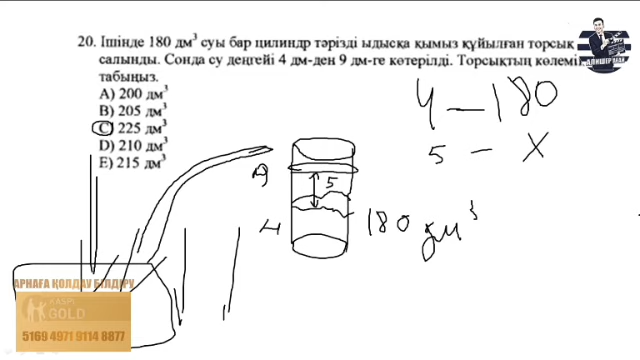 20. Ішінде 180 дм³ суы бар цилиндр тәрізді ыдысқа қымыз құйылған торсық
салынды. Сонда су деңгейі 4 дм-ден 9 дм-ге көтерілді. Торсықтың көлемін
табыңыз.
A) 200 дм³
B) 205 дм³
C) 225 дм³
D) 210 дм³
E) 215 дм³
4 — 180
5 — X
5
180 дм³
АРНАҒА ҚОЛДАУ БІЛДІРУ
KASPI
GOLD
5169 4971 9114 8877